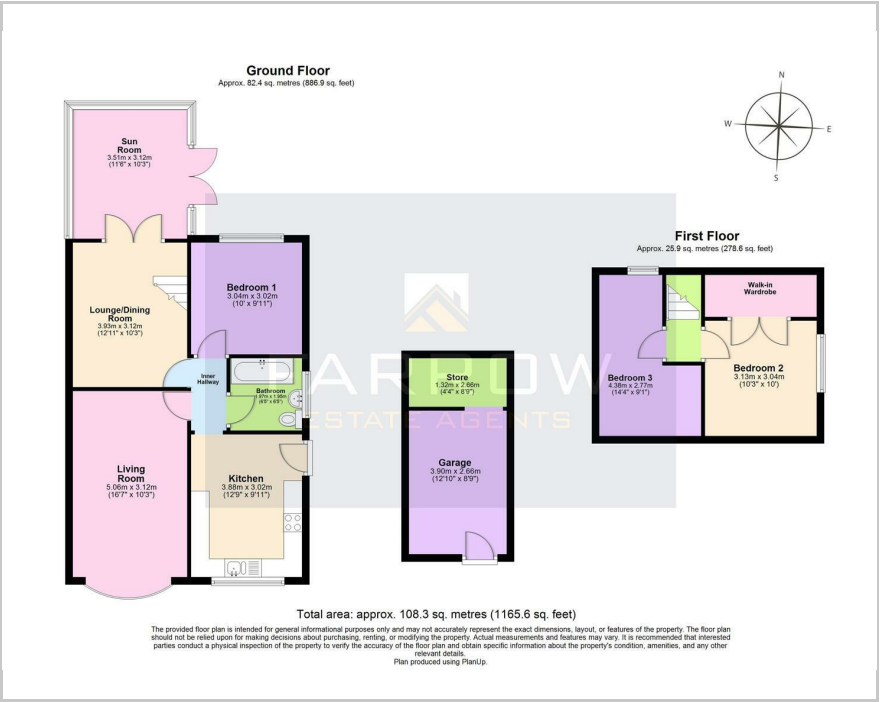 Ground Floor
Approx. 82.4 sq. metres (886.9 sq. feet)
N
W
E
S
Sun
Room
3.51m x 3.12m
(11'6" x 10'3")
First Floor
Approx. 25.9 sq. metres (278.6 sq. feet)
Bedroom 1
3.04m x 3.02m
(10' x 9'11")
Lounge/Dining
Room
3.93m x 3.12m
(12'11" x 10'3")
Walk-in
Wardrobe
Inner
Hallway
Bathroom
1.97m x 1.95m
Store
1.32m x 2.66m
(4'4" x 8'9")
Bedroom 3
4.38m x 2.77m
(14'4" x 9'1")
Bedroom 2
3.13m x 3.04m
(10'3" x 10')
FARROW
ESTATE AGENTS
Living
Room
5.06m x 3.12m
(16'7" x 10'3")
Kitchen
3.88m x 3.02m
(12'9" x 9'11")
Garage
3.90m x 2.66m
(12'10" x 8'9")
Total area: approx. 108.3 sq. metres (1165.6 sq. feet)
The provided floor plan is intended for general informational purposes only and may not accurately represent the exact dimensions, layout, or features of the property. The floor plan
should not be relied upon for making decisions about purchasing, renting, or modifying the property. Actual measurements and features may vary. It is recommended that interested
parties conduct a physical inspection of the property to verify the accuracy of the floor plan and obtain specific information about the property's condition, amenities, and any other
relevant details.
Plan produced using PlanUp.